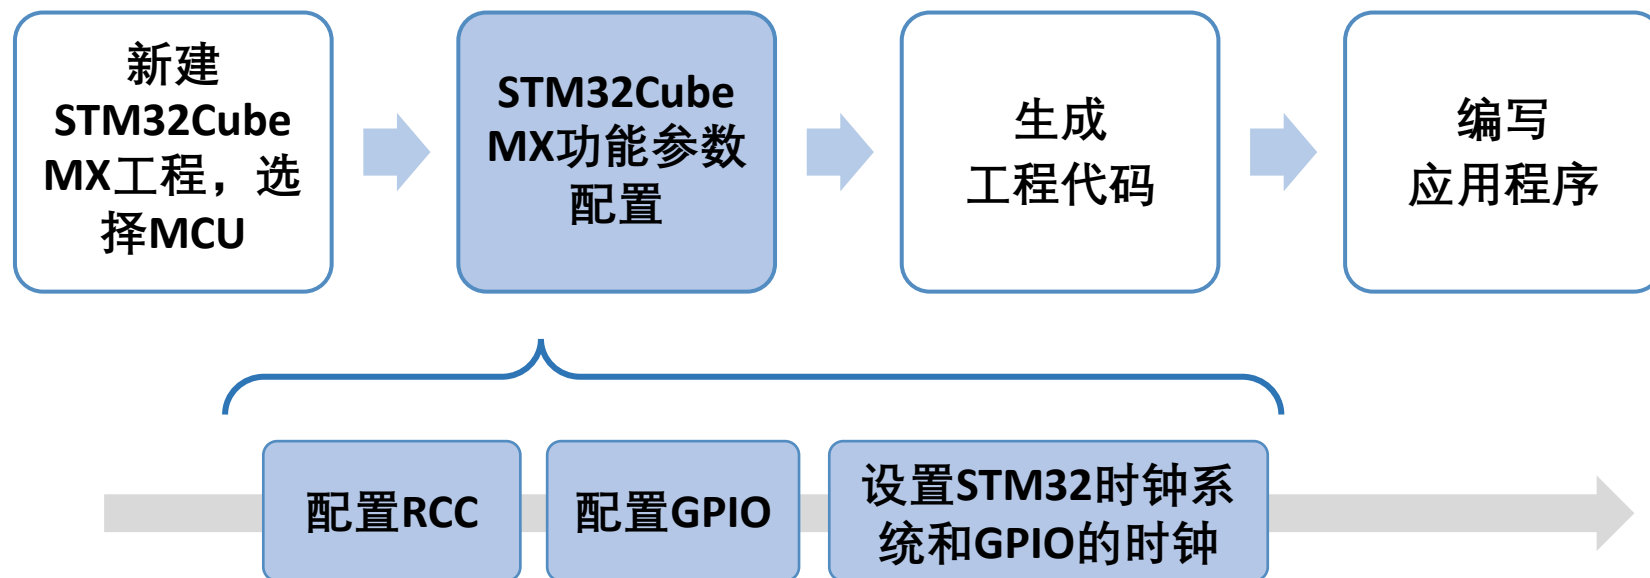 新建
STM32Cube
MX工程，选
择MCU
STM32Cube
MX功能参数
配置
生成
工程代码
编写
应用程序
配置RCC
配置GPIO
设置STM32时钟系
统和GPIO的时钟